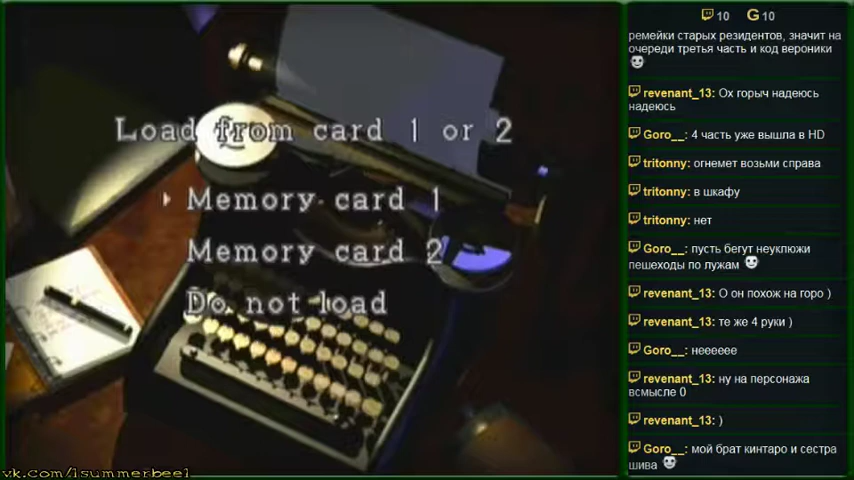 Load from card 1 or 2
Memory card 1
Memory card 2
Do not load
vk.com/1summerbee1
10 G 10
ремейки старых резидентов, значит на
очереди третья часть и код вероники
revenant_13: Ох горыч надеюсь
надеюсь
Goro__: 4 часть уже вышла в HD
tritonny: огнемет возьми справа
tritonny: в шкафу
tritonny: нет
Goro__: пусть бегут неуклюжи
пешеходы по лужам
revenant_13: О он похож на горо )
revenant_13: те же 4 руки )
Goro__: неееееее
revenant_13: ну на персонажа
всмысле 0
revenant_13: )
Goro__: мой брат кинтаро и сестра
шива